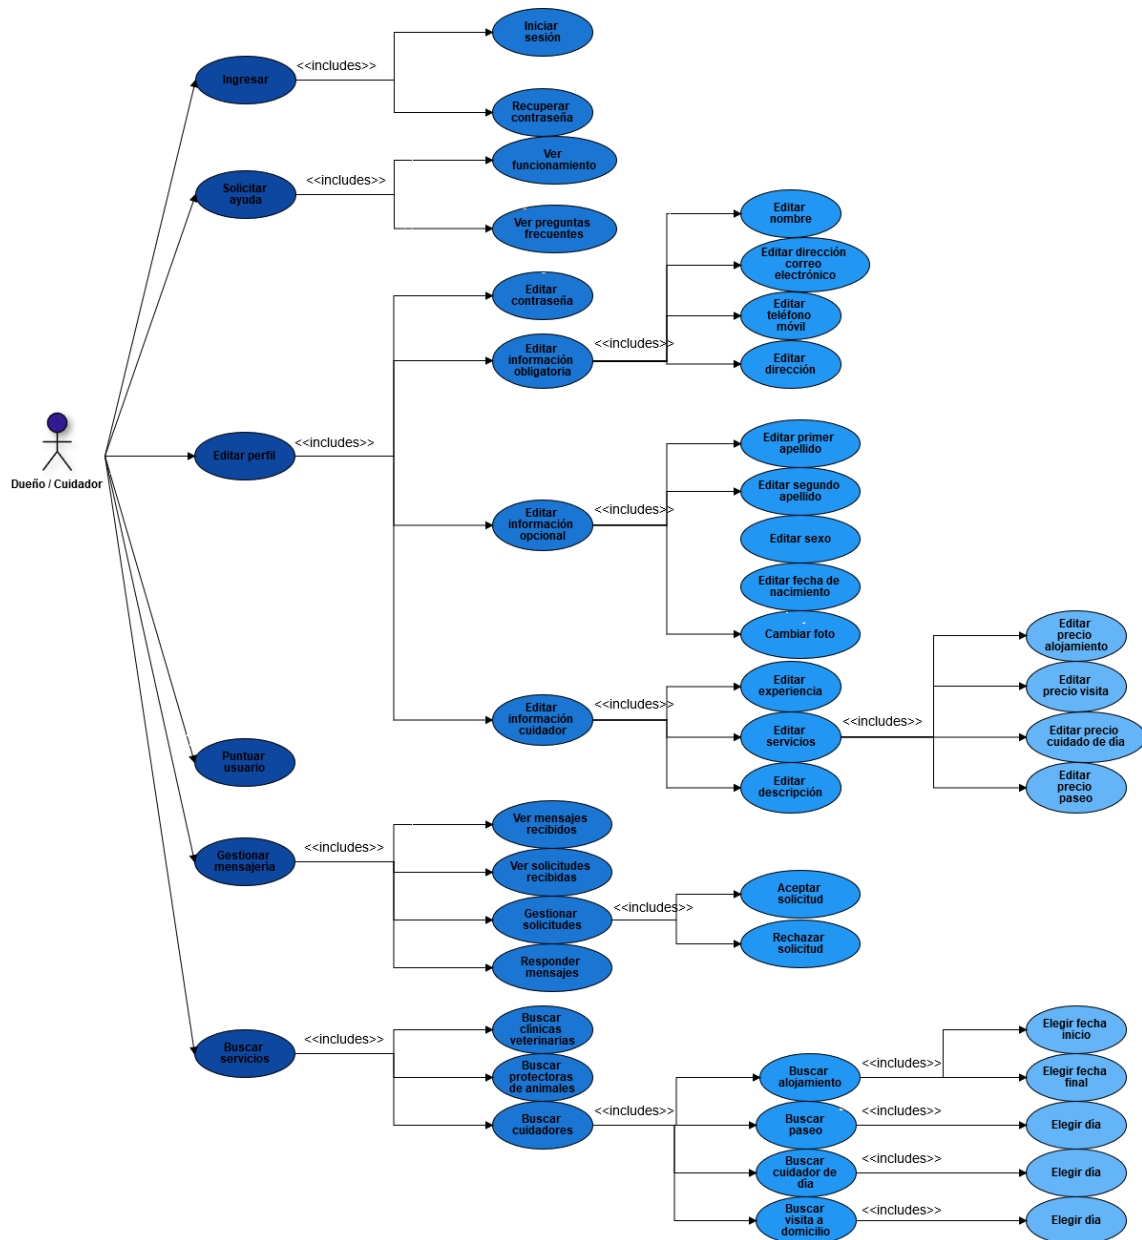 Iniciar
sesión
<<includes>>
Ingresar
Recuperar
contraseña
Ver
funcionamiento
<<includes>>
Solicitar
ayuda
Ver preguntas
frecuentes
Editar
nombre
Editar dirección
correo
electrónico
Editar
contraseña
Editar
teléfono
móvil
Editar
información
obligatoria
<<includes>>
Editar
dirección
Dueño / Cuidador
Editar perfil
<<includes>>
Editar primer
apellido
Editar segundo
apellido
Editar
información
opcional
<<includes>>
Editar sexo
Editar fecha de
nacimiento
Cambiar foto
Editar
precio
alojamiento
Editar
experiencia
Editar
precio visita
Editar
información
cuidador
<<includes>>
Editar
servicios
<<includes>>
Editar precio
cuidado de día
Editar
descripción
Editar
precio
paseo
Puntuar
usuario
Ver mensajes
recibidos
Gestionar
mensajería
<<includes>>
Ver solicitudes
recibidas
Aceptar
solicitud
Gestionar
solicitudes
<<includes>>
Rechazar
solicitud
Responder
mensajes
Buscar
clínicas
veterinarias
Buscar
servicios
<<includes>>
Elegir fecha
inicio
Buscar
protectoras
de animales
Buscar
alojamiento
<<includes>>
Elegir fecha
final
Buscar
cuidadores
<<includes>>
Buscar
paseo
<<includes>>
Elegir día
Buscar
cuidador de
día
<<includes>>
Elegir día
Buscar
visita a
domicilio
<<includes>>
Elegir día